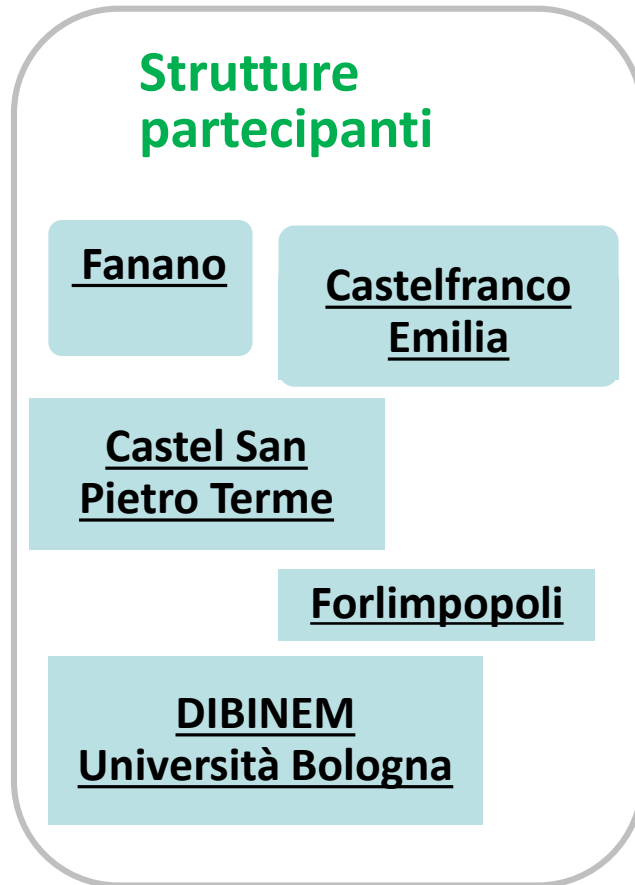 Strutture
partecipanti
Fanano
Castelfranco
Emilia
Castel San
Pietro Terme
Forlimpopoli
DIBINEM
Università Bologna